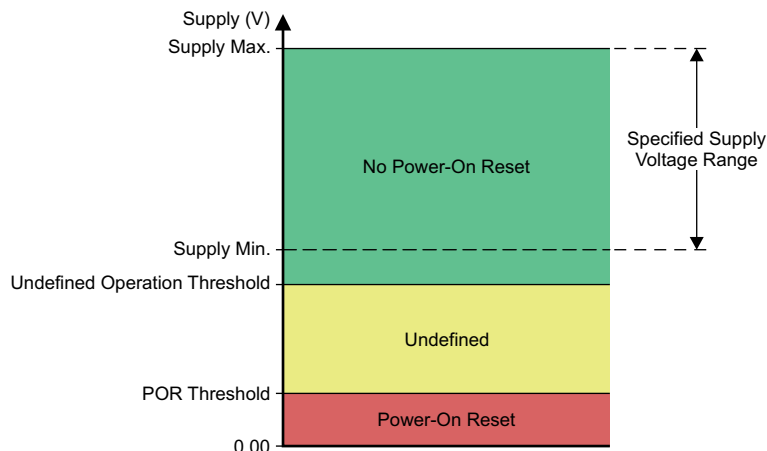 Supply (V)
Supply Max.
No Power-On Reset
Specified Supply
Voltage Range
Supply Min.
Undefined Operation Threshold
Undefined
POR Threshold
Power-On Reset
0.00